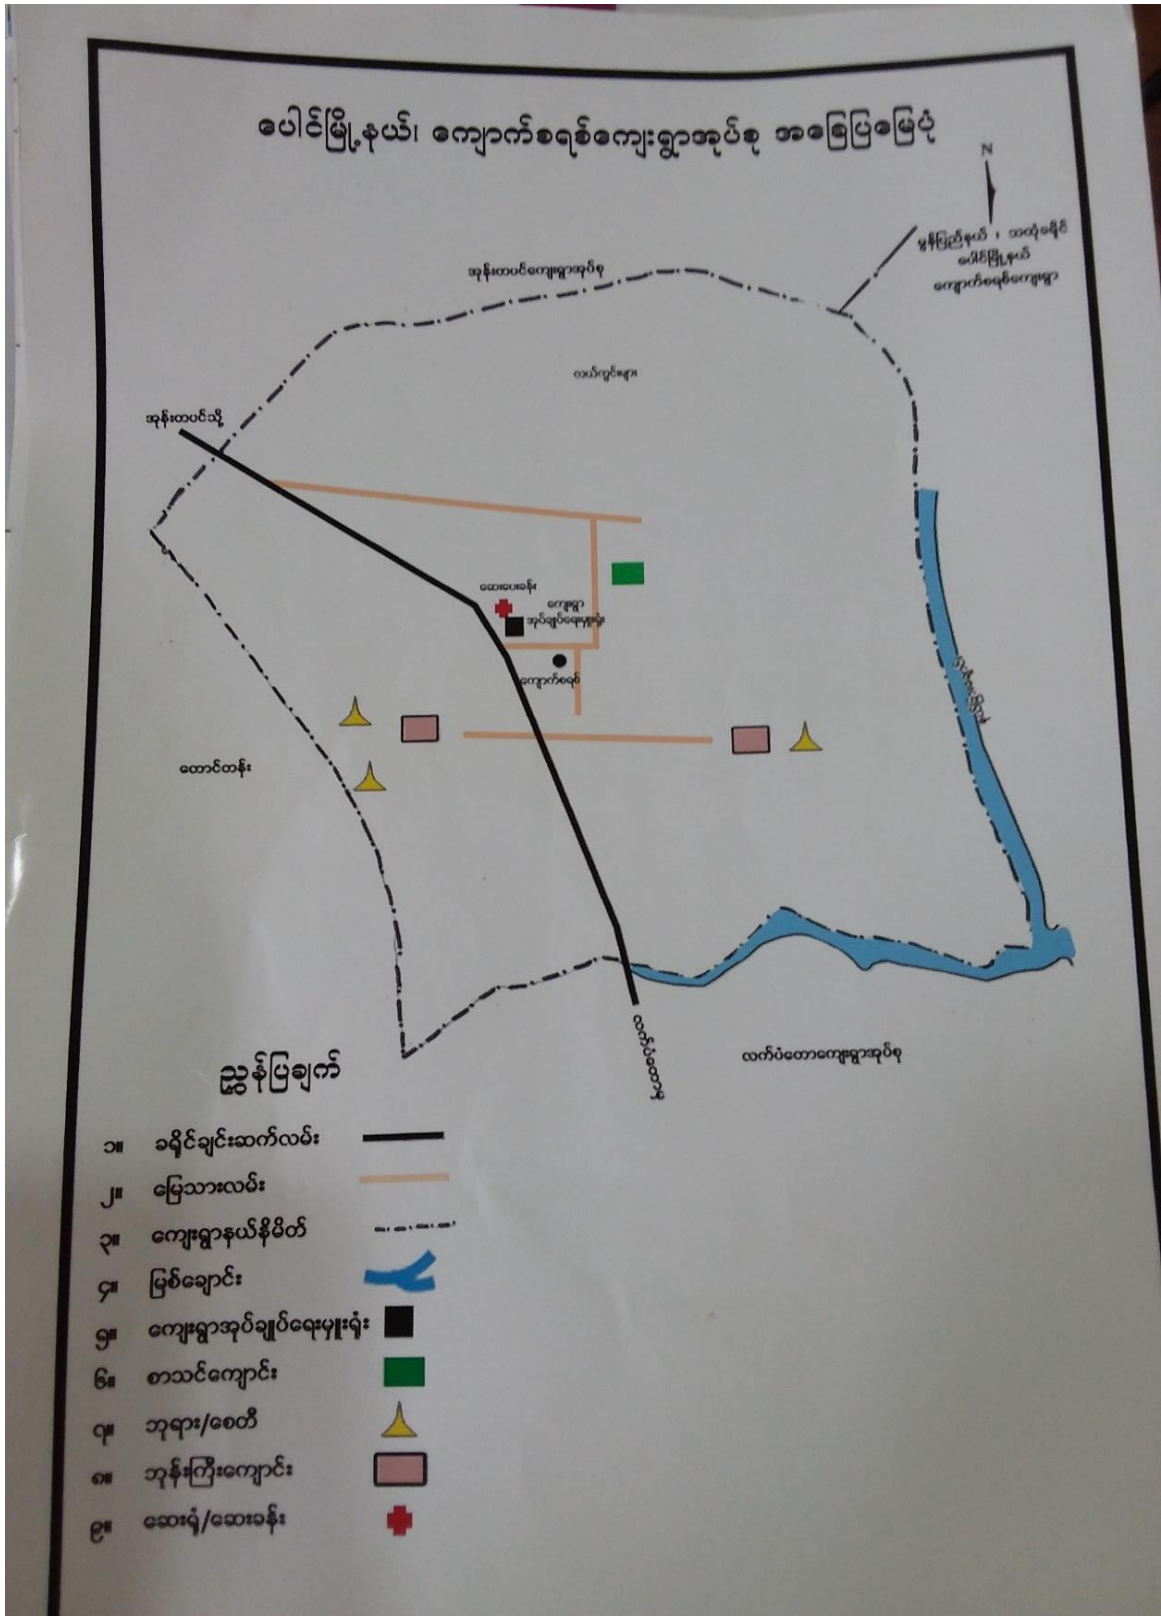 ပေါင်မြို့နယ်၊ ကျောက်စရစ်ကျေးရွာအုပ်စု အခြေပြမြေပုံ
N
မွန်ပြည်နယ် ၊ သထုံခရိုင်
ပေါင်မြို့နယ်
ကျောက်စရစ်ကျေးရွာ
အုန်းတပင်ကျေးရွာအုပ်စု
လယ်ကွင်းများ
အုန်းတပင်သို့
ဆေးပေးခန်း
ကျေးရွာ
အုပ်ချုပ်ရေးမှူးရုံး
ကျောက်စရစ်
တောင်တန်း
လက်ပံတောကျေးရွာအုပ်စု
ညွှန်ပြချက်
၁။ ခရိုင်ချင်းဆက်လမ်း
၂။ မြေသားလမ်း
၃။ ကျေးရွာနယ်နိမိတ်
၄။ မြစ်ချောင်း
၅။ ကျေးရွာအုပ်ချုပ်ရေးမှူးရုံး
၆။ စာသင်ကျောင်း
၇။ ဘုရား/စေတီ
၈။ ဘုန်းကြီးကျောင်း
၉။ ဆေးရုံ/ဆေးခန်း